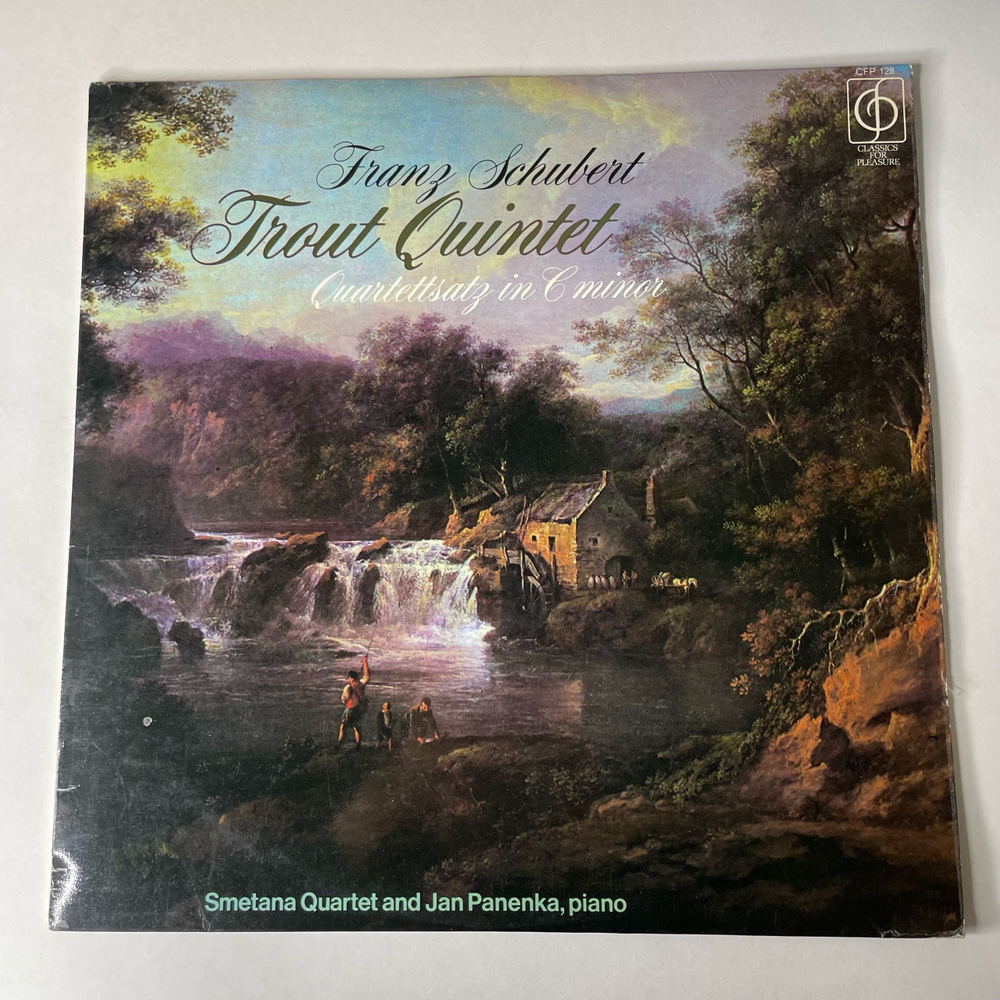 CFP 128
CLASSICS
FOR
PLEASURE
Franz Schubert
Trout Quintet
Quartettsatz in C minor
Smetana Quartet and Jan Panenka, piano